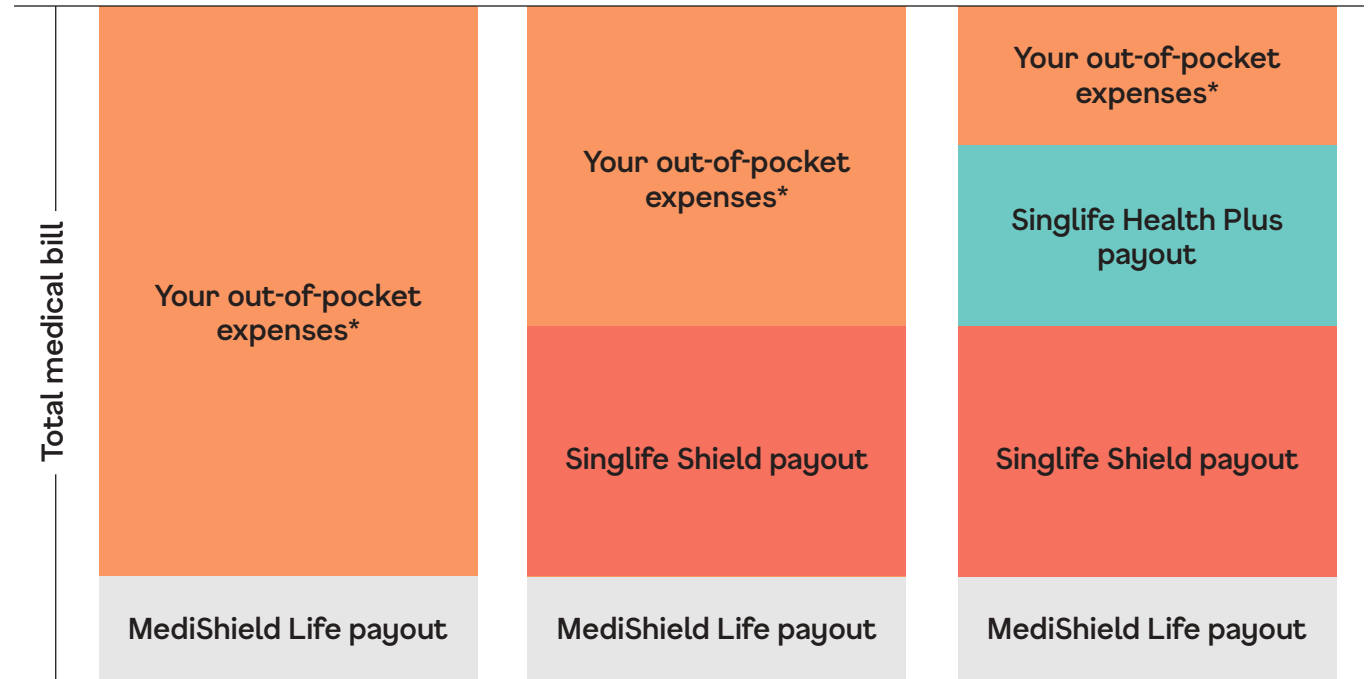 Total medical bill
Your out-of-pocket
expenses*
MediShield Life payout
Your out-of-pocket
expenses*
Singlife Shield payout
MediShield Life payout
Your out-of-pocket
expenses*
Singlife Health Plus
payout
Singlife Shield payout
MediShield Life payout